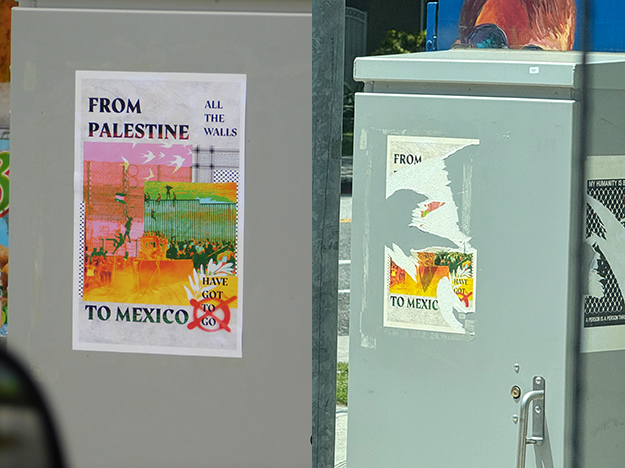 FROM
PALESTINE
ALL
THE
WALLS
HAVE
GOT
TO
GO
TO MEXICO
FROM
HAVE
GOT
TO MEXIC
MY HUMANITY IS B
A PERSON IS A PERSON THR